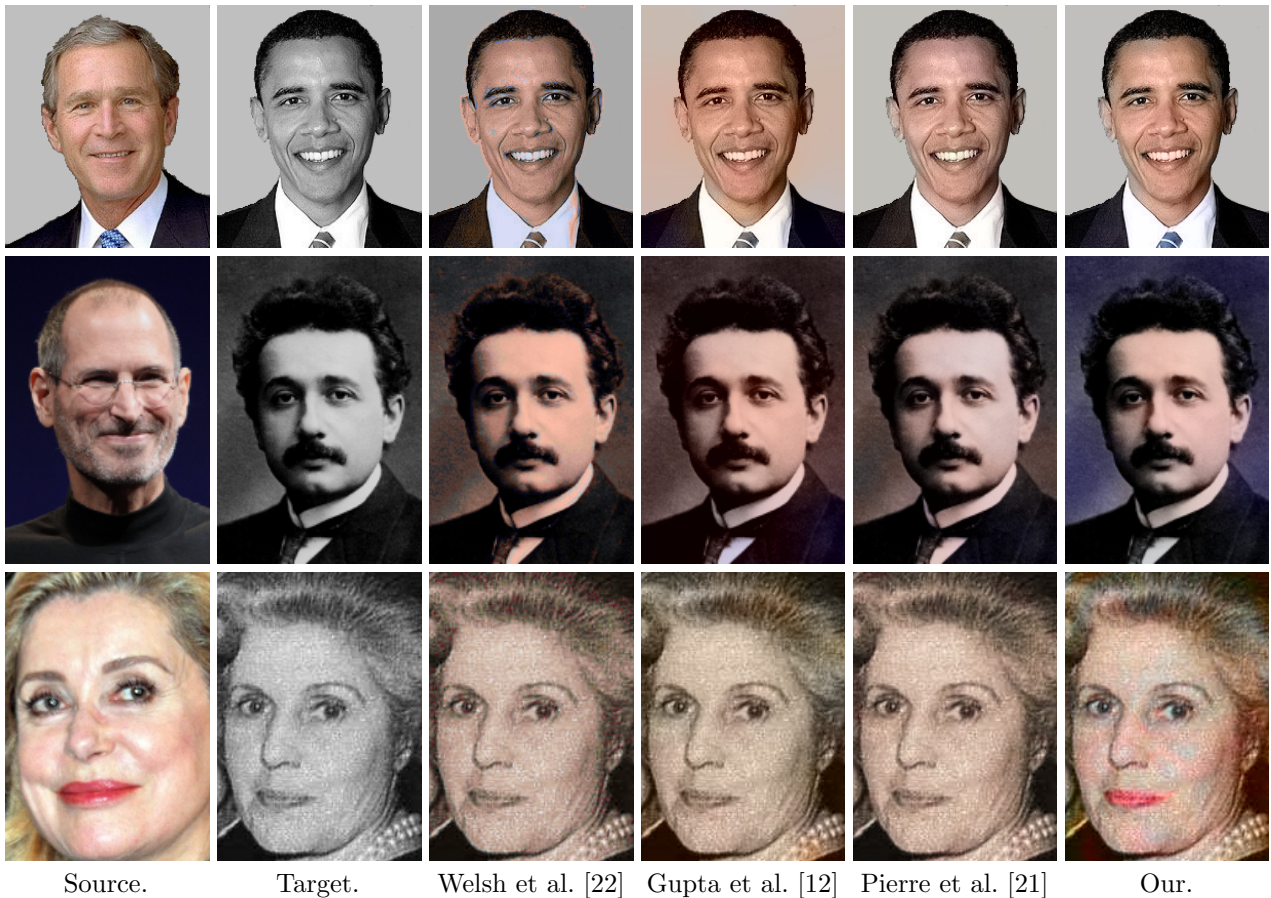 Source. Target. Welsh et al. [22] Gupta et al. [12] Pierre et al. [21] Our.